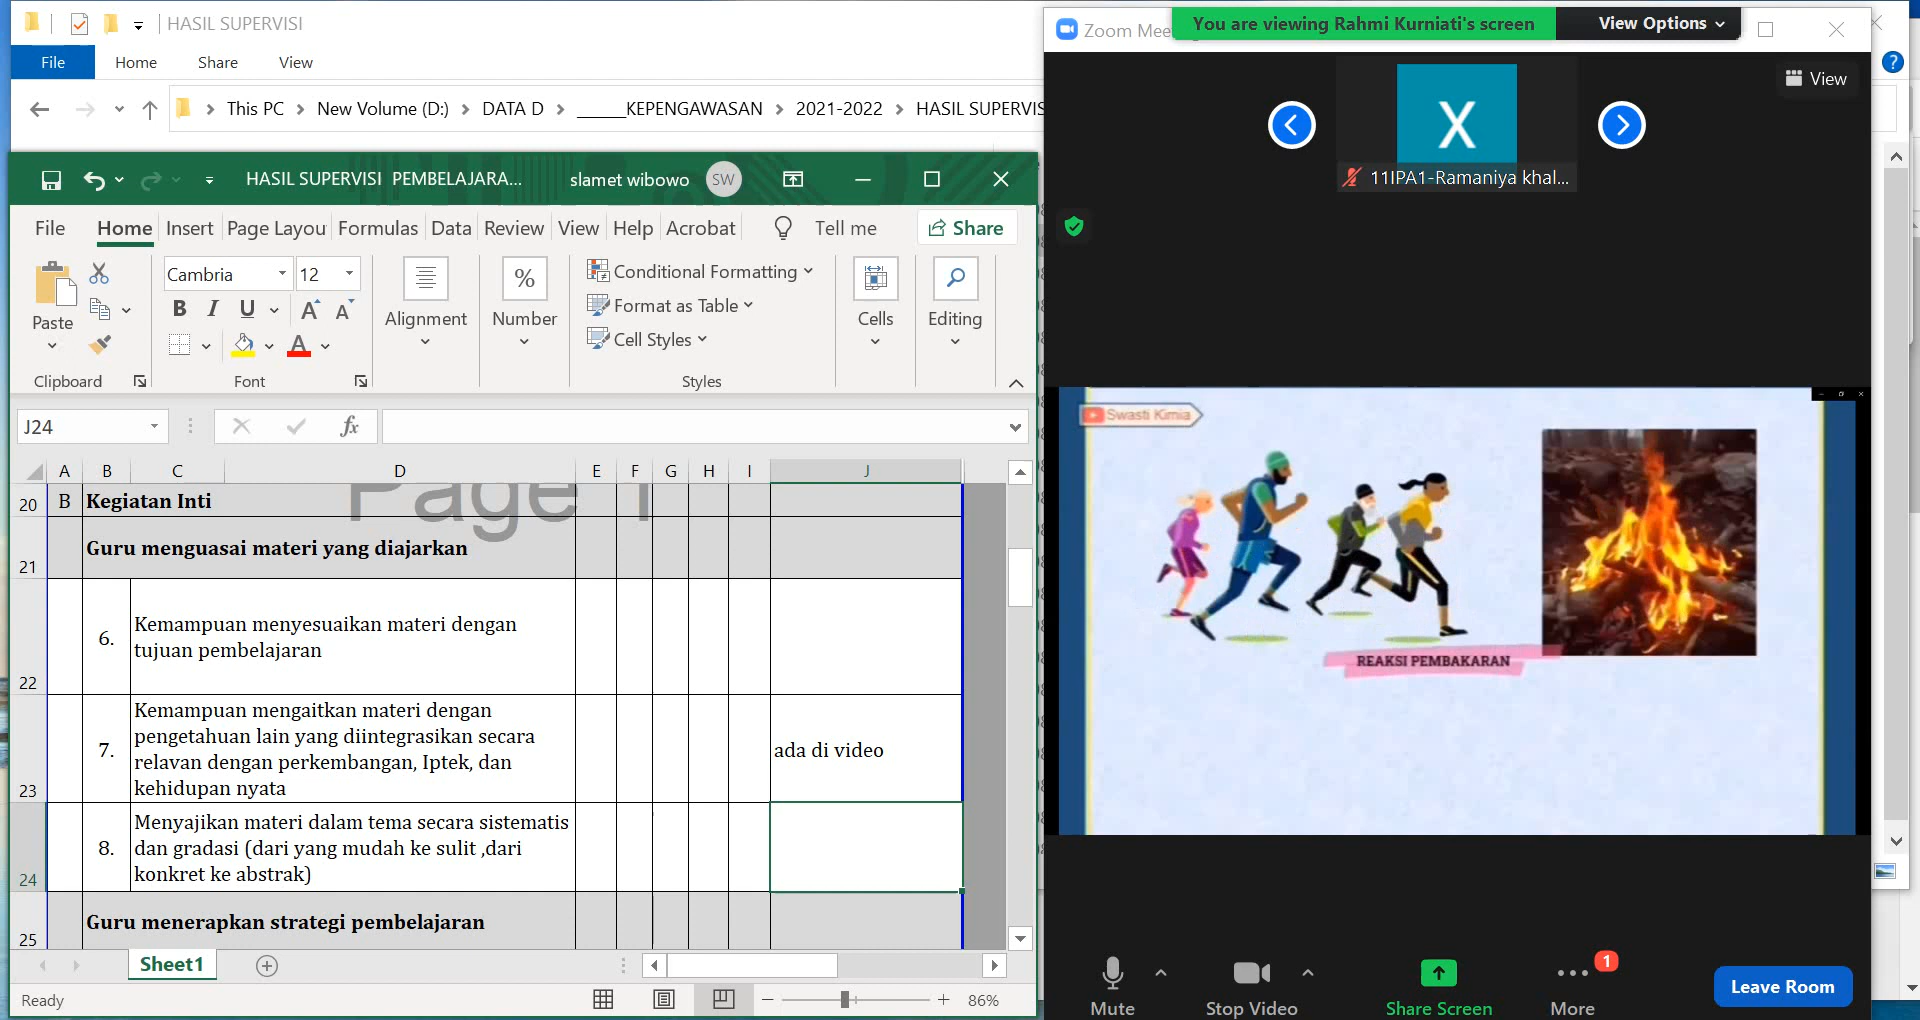 HASIL SUPERVISI
File Home Share View
This PC New Volume (D:) DATA D ______KEPENGAWASAN 2021-2022 HASIL SUPERVIS
HASIL SUPERVISI PEMBELAJARA... slamet wibowo SW
File Home Insert Page Layou Formulas Data Review View Help Acrobat Tell me Share
Cambria 12
Paste
B I U A A
A
Alignment
%
Number
Conditional Formatting
Format as Table
Cell Styles
Cells
Editing
Clipboard Font Styles
J24 fx
A B C D E F G H I J
Page 1
20 B Kegiatan Inti
21 Guru menguasai materi yang diajarkan
22 6. Kemampuan menyesuaikan materi dengan
tujuan pembelajaran
23 7. Kemampuan mengaitkan materi dengan
pengetahuan lain yang diintegrasikan secara
relavan dengan perkembangan, Iptek, dan
kehidupan nyata
ada di video
24 8. Menyajikan materi dalam tema secara sistematis
dan gradasi (dari yang mudah ke sulit ,dari
konkret ke abstrak)
25 Guru menerapkan strategi pembelajaran
Sheet1
Ready 86%
Zoom Mee
You are viewing Rahmi Kurniati's screen View Options
?
View
X
11IPA1-Ramaniya khal...
Swasti Kimia
REAKSI PEMBAKARAN
Mute Stop Video Share Screen More 1
Leave Room